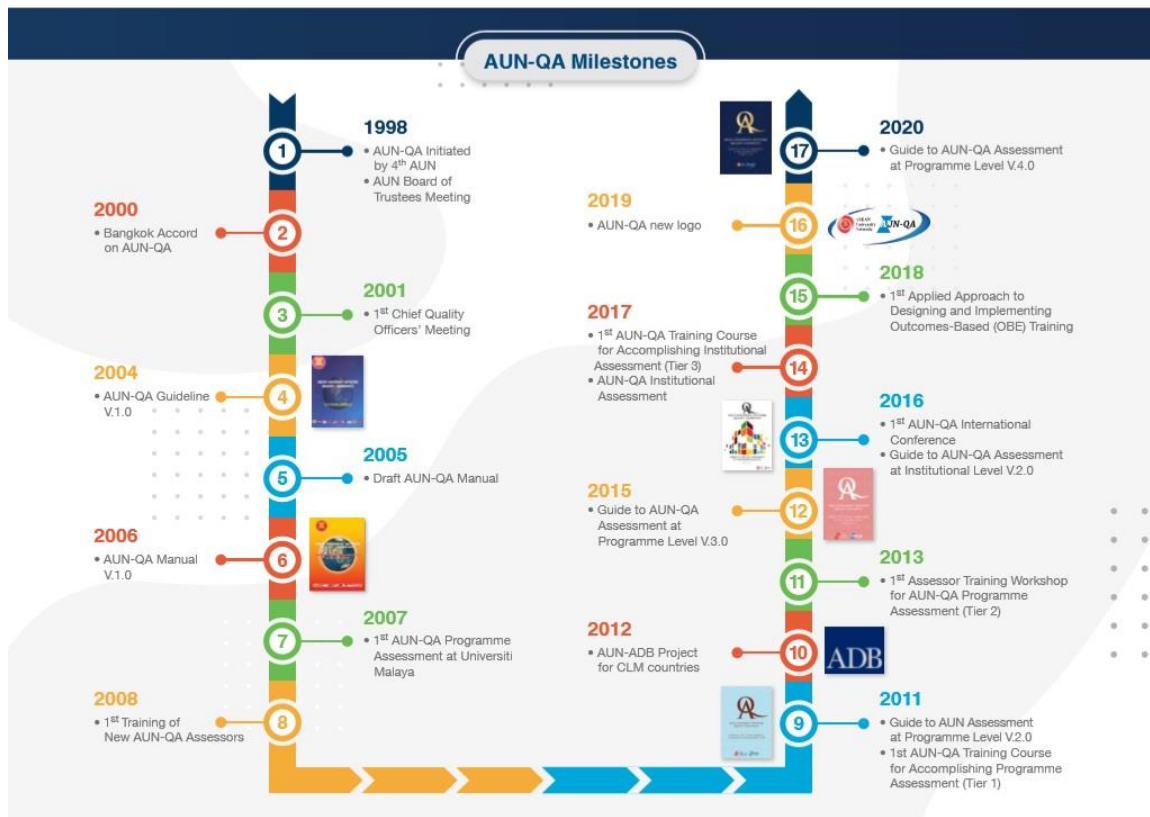 AUN-QA Milestones
1
1998
• AUN-QA Initiated
by 4th AUN
• AUN Board of
Trustees Meeting
2000
• Bangkok Accord
on AUN-QA
2
3
2001
• 1st Chief Quality
Officers' Meeting
2004
• AUN-QA Guideline
V.1.0
4
5
2005
• Draft AUN-QA Manual
2006
• AUN-QA Manual
V.1.0
6
7
2007
• 1st AUN-QA Programme
Assessment at Universiti
Malaya
2008
• 1st Training of
New AUN-QA Assessors
8
9
2011
• Guide to AUN Assessment
at Programme Level V.2.0
• 1st AUN-QA Training Course
for Accomplishing Programme
Assessment (Tier 1)
2012
• AUN-ADB Project
for CLM countries
10
ADB
11
2013
• 1st Assessor Training Workshop
for AUN-QA Programme
Assessment (Tier 2)
2015
• Guide to AUN-QA
Assessment at
Programme Level V.3.0
12
QA
13
2016
• 1st AUN-QA International
Conference
• Guide to AUN-QA Assessment
at Institutional Level V.2.0
2017
• 1st AUN-QA Training Course
for Accomplishing Institutional
Assessment (Tier 3)
• AUN-QA Institutional
Assessment
14
15
2018
• 1st Applied Approach to
Designing and Implementing
Outcomes-Based (OBE) Training
2019
• AUN-QA new logo
16
ASEAN
University
Network
AUN-QA
QA
17
2020
• Guide to AUN-QA Assessment
at Programme Level V.4.0